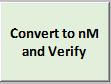 Convert to nM
and Verify